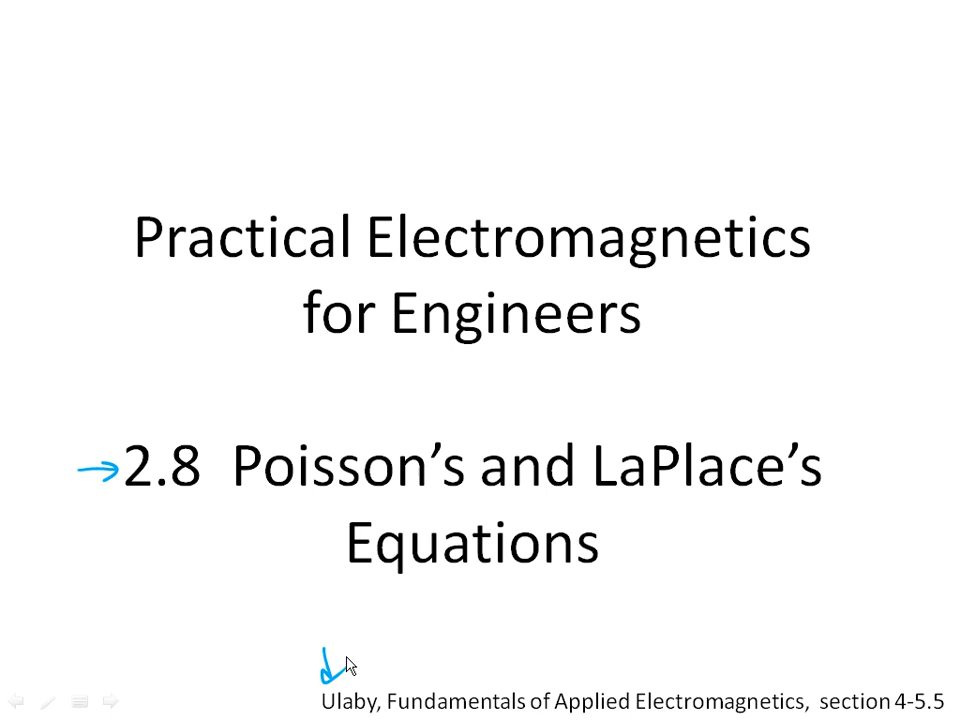 Practical Electromagnetics
for Engineers
2.8 Poisson’s and LaPlace’s
Equations
Ulaby, Fundamentals of Applied Electromagnetics, section 4-5.5